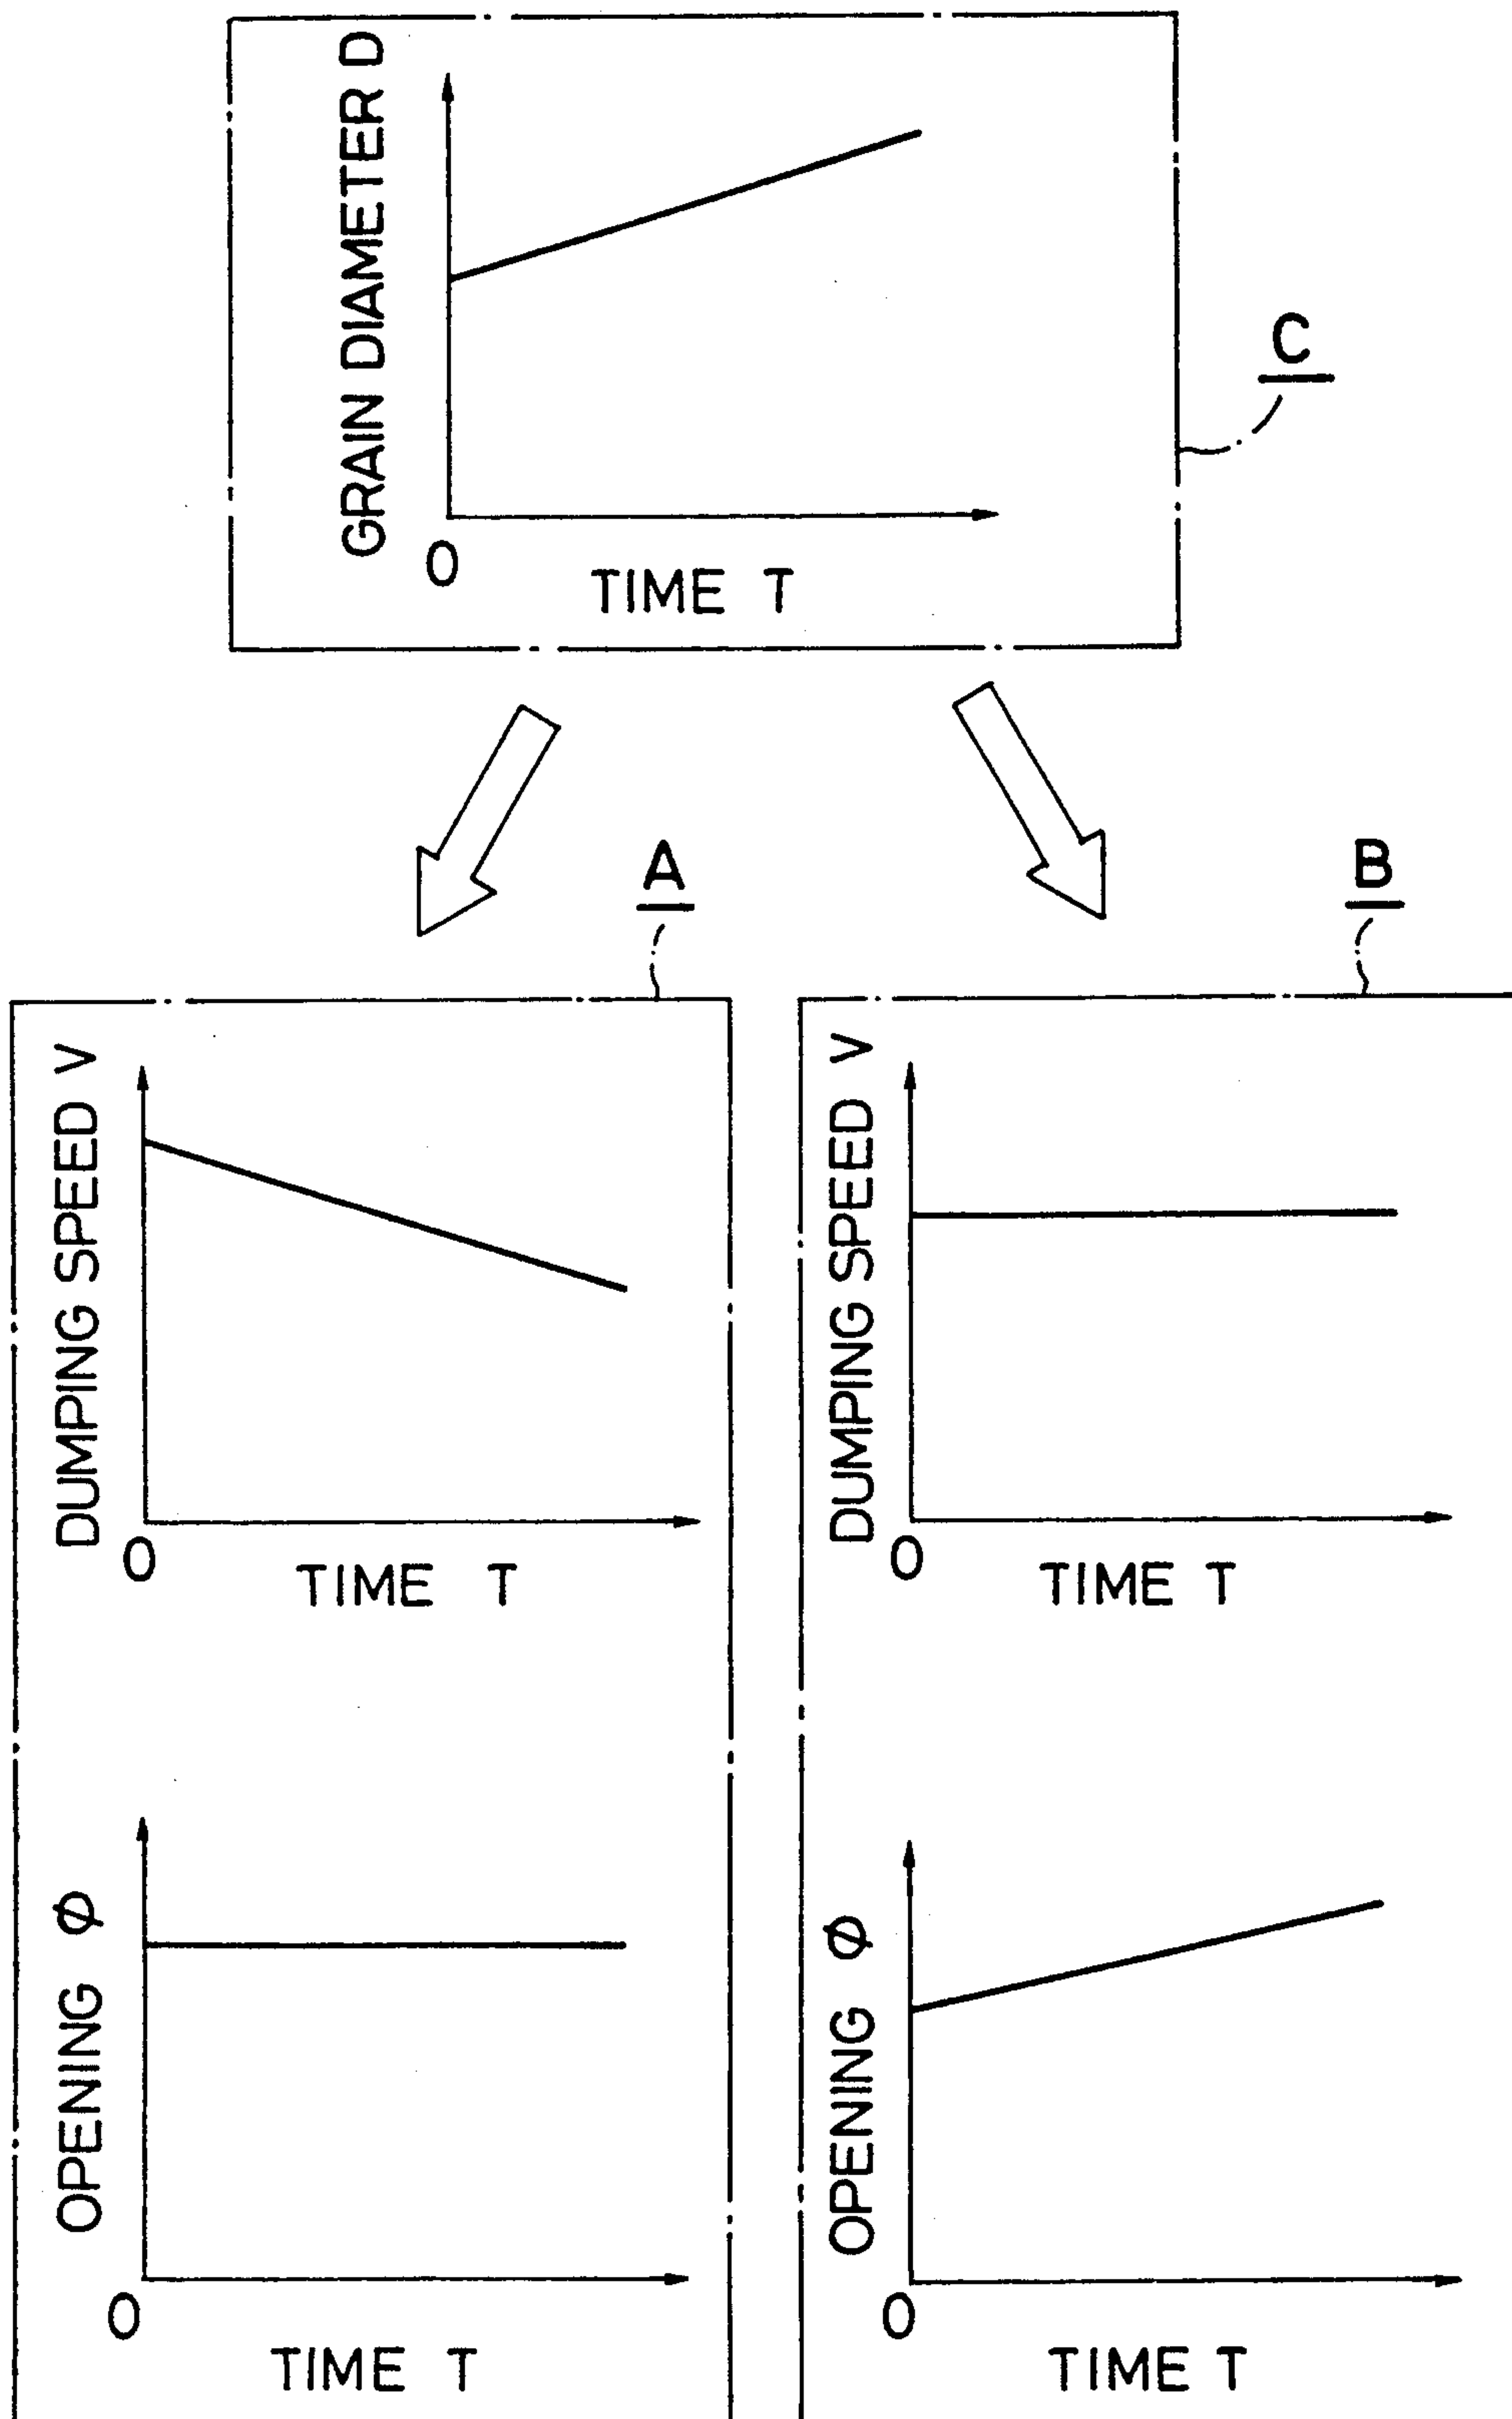 GRAIN DIAMETER D
0
TIME T
C
A
B
DUMPING SPEED V
0
TIME T
DUMPING SPEED V
0
TIME T
OPENING Φ
0
TIME T
OPENING Φ
0
TIME T